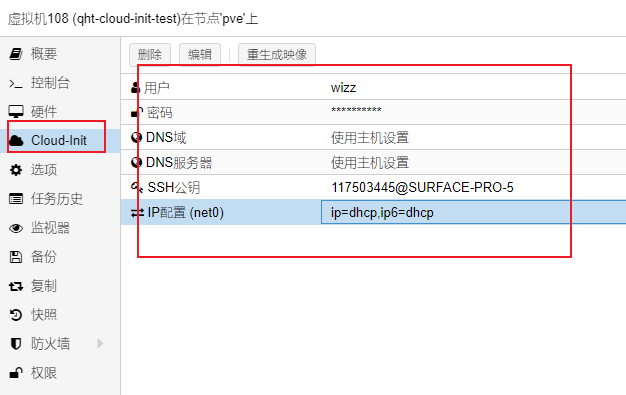 虚拟机108 (qht-cloud-init-test)在节点'pve'上
概要
控制台
硬件
Cloud-Init
选项
任务历史
监视器
备份
复制
快照
防火墙
权限
删除 编辑 重生成映像
用户 wizz
密码 **********
DNS域 使用主机设置
DNS服务器 使用主机设置
SSH公钥 117503445@SURFACE-PRO-5
IP配置 (net0) ip=dhcp,ip6=dhcp